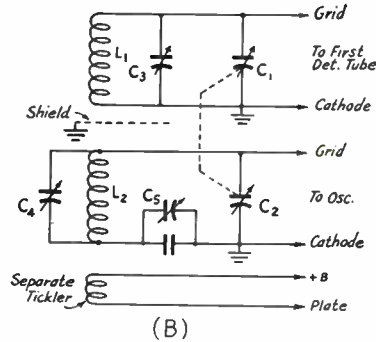 Grid
L1
C3
C1
To First
Det. Tube
Cathode
Shield
Grid
C4
L2
C5
C2
To Osc.
Cathode
+B
Separate
Tickler
Plate
(B)